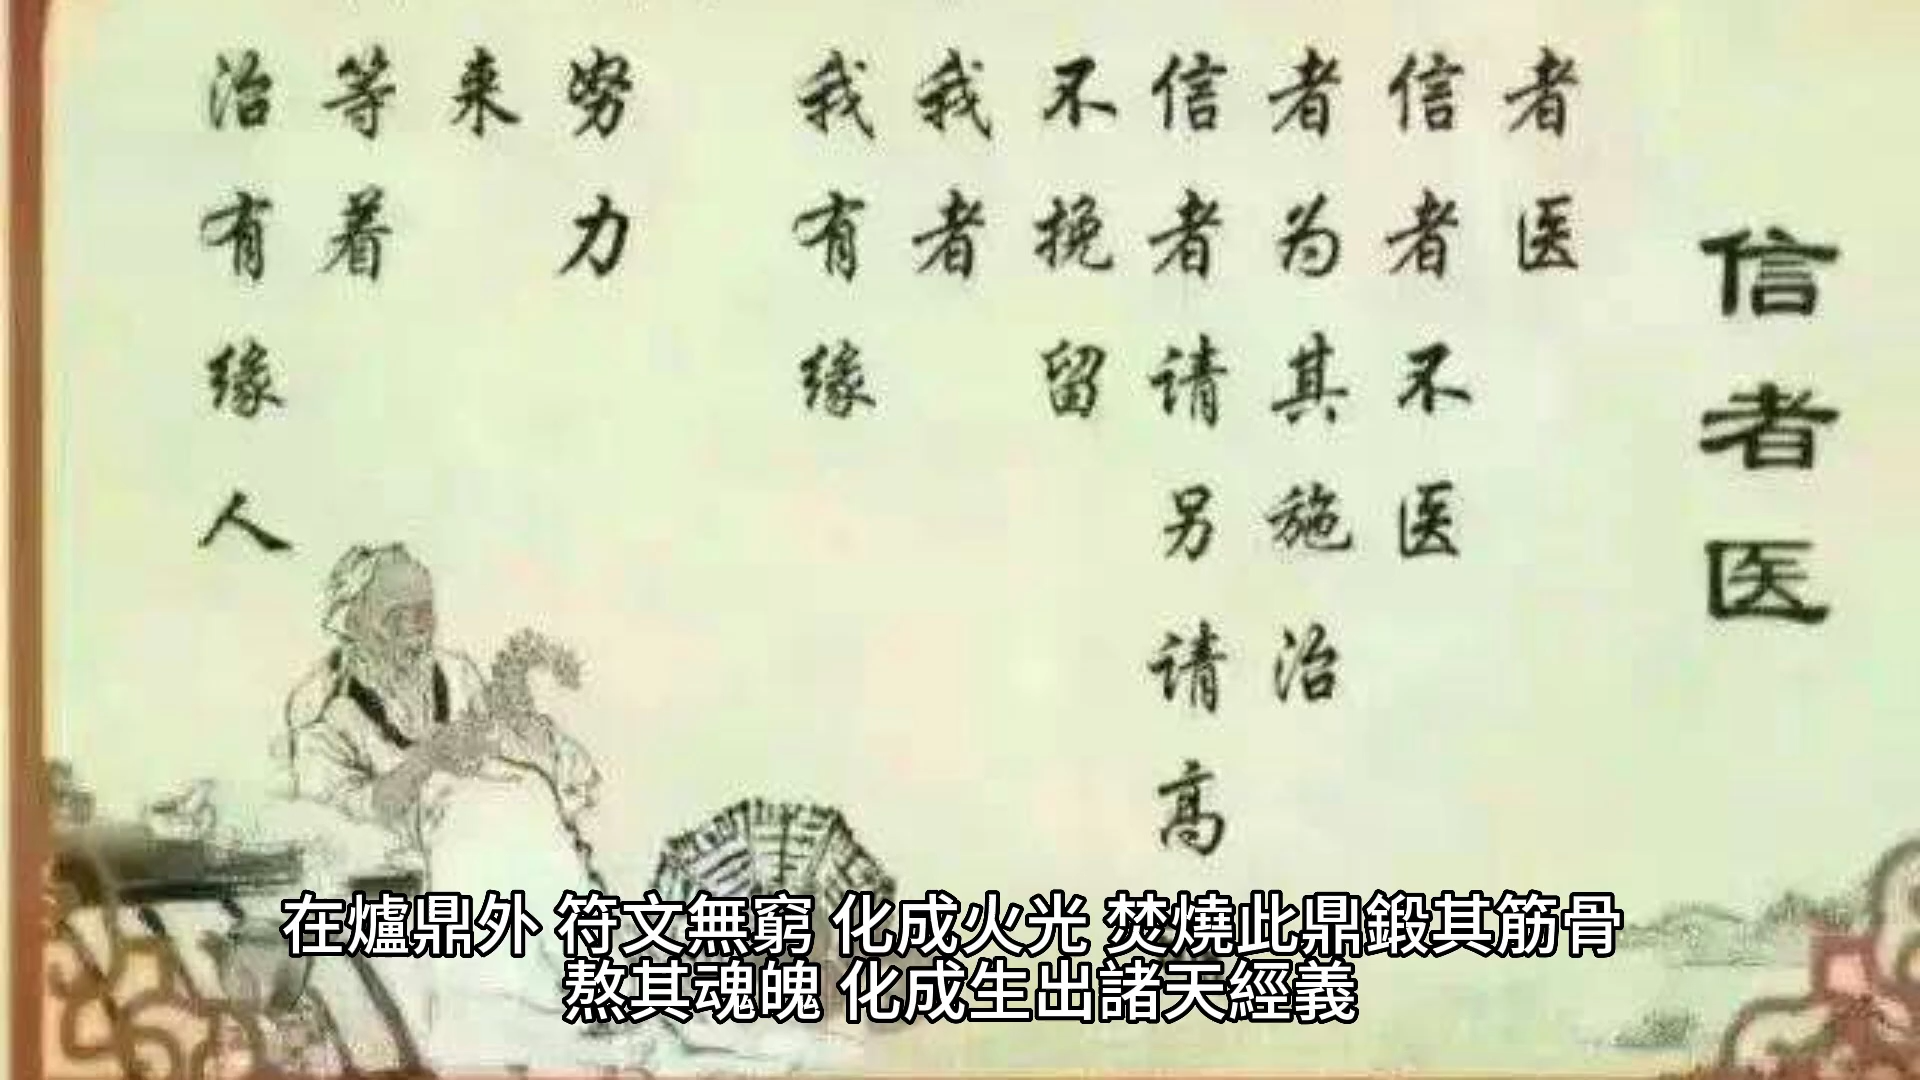 信者医
者医
信者不医
者为其施治
信者请另请高
不挽留
我者
我有缘
努力
来
等着
治有缘人
在爐鼎外 符文無窮 化成火光 焚燒此鼎鍛其筋骨
熬其魂魄 化成生出諸天經義